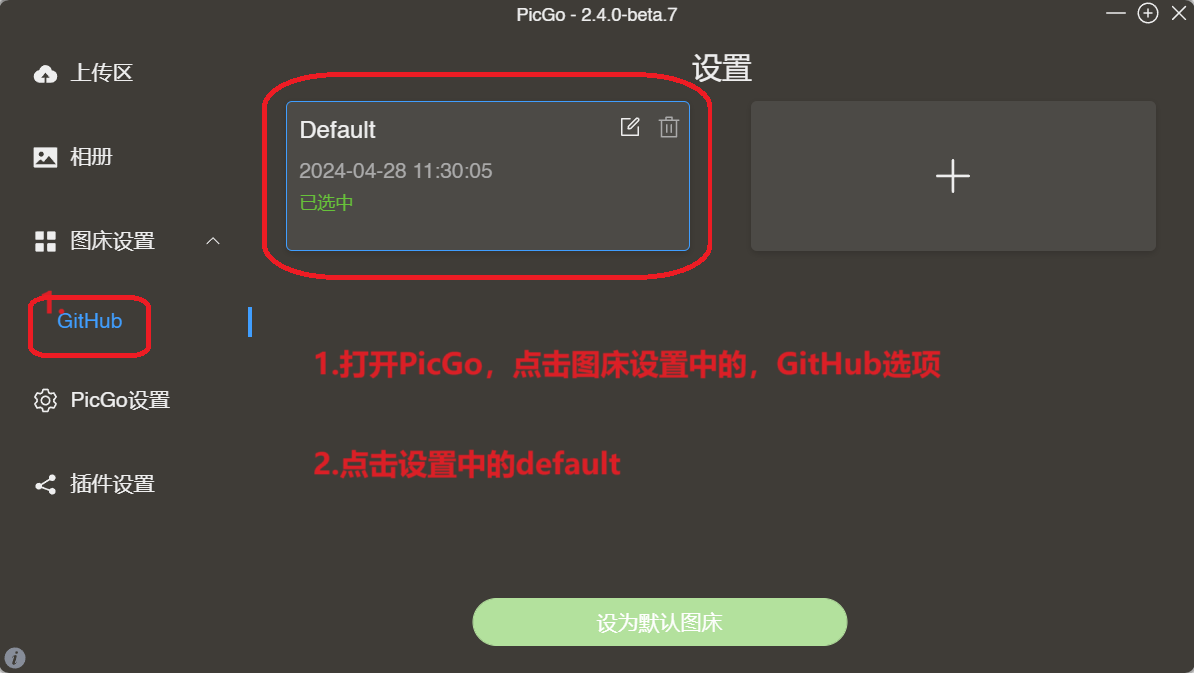 PicGo - 2.4.0-beta.7
上传区
相册
图床设置
1.
GitHub
PicGo设置
插件设置
设置
Default
2024-04-28 11:30:05
已选中
1.打开PicGo，点击图床设置中的，GitHub选项
2.点击设置中的default
设为默认图床